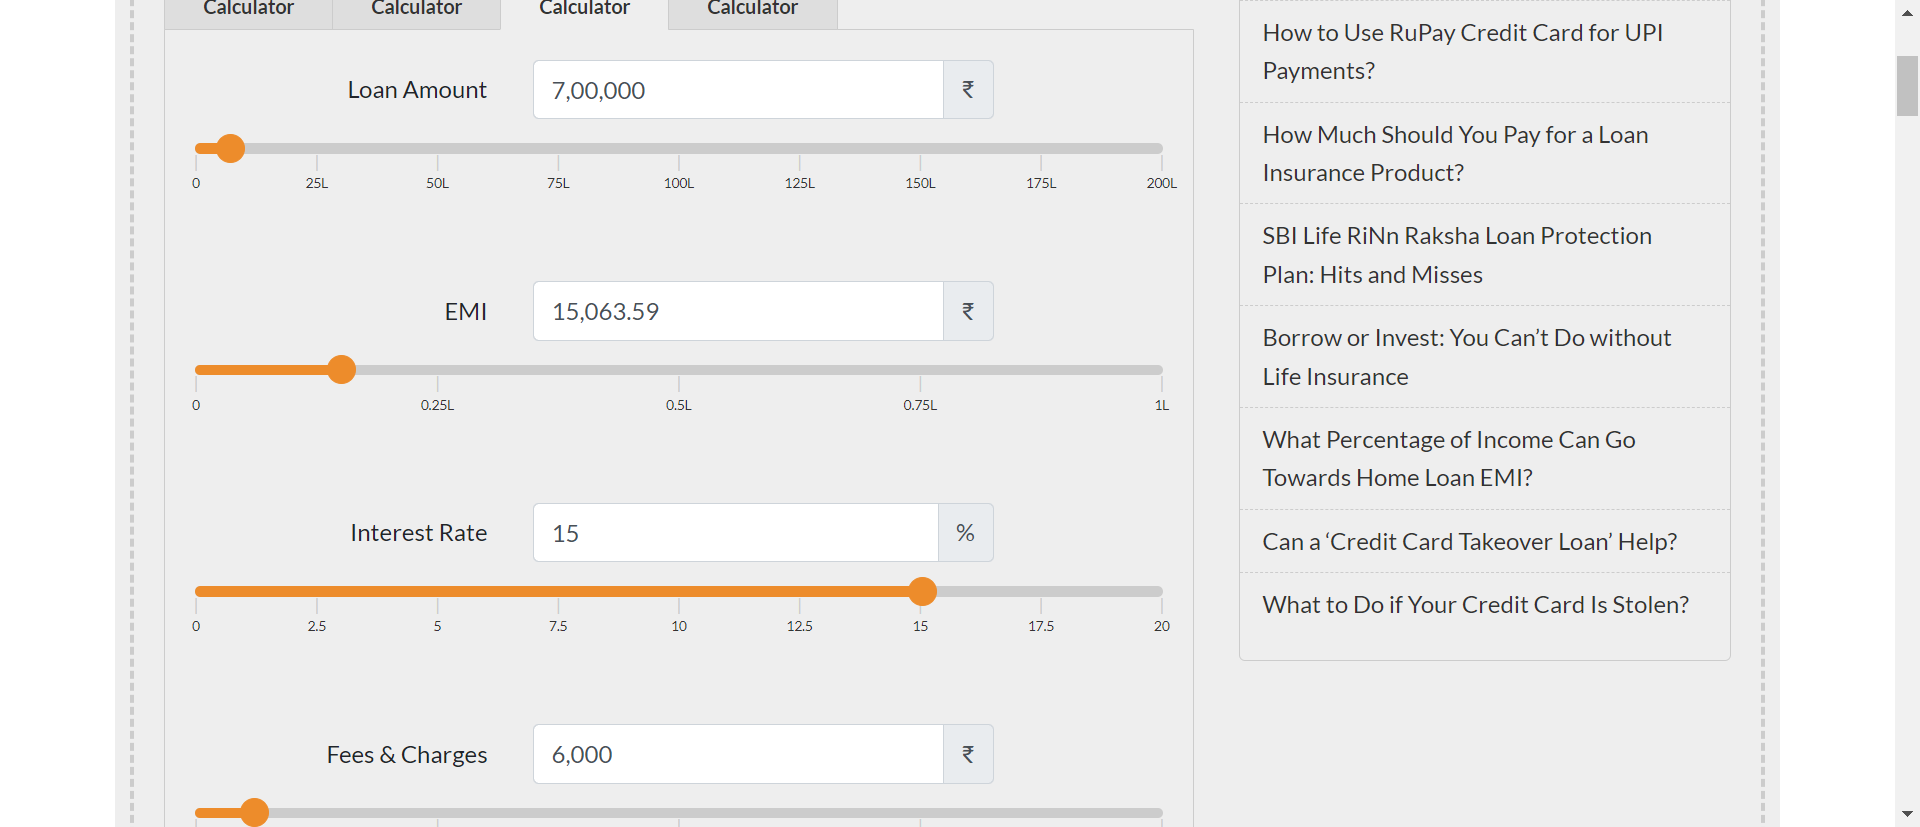 Calculator
Calculator
Calculator
Calculator
Loan Amount
7,00,000
₹
0
25L
50L
75L
100L
125L
150L
175L
200L
EMI
15,063.59
₹
0
0.25L
0.5L
0.75L
1L
Interest Rate
15
%
0
2.5
5
7.5
10
12.5
15
17.5
20
Fees & Charges
6,000
₹
How to Use RuPay Credit Card for UPI
Payments?
How Much Should You Pay for a Loan
Insurance Product?
SBI Life RiNn Raksha Loan Protection
Plan: Hits and Misses
Borrow or Invest: You Can’t Do without
Life Insurance
What Percentage of Income Can Go
Towards Home Loan EMI?
Can a ‘Credit Card Takeover Loan’ Help?
What to Do if Your Credit Card Is Stolen?